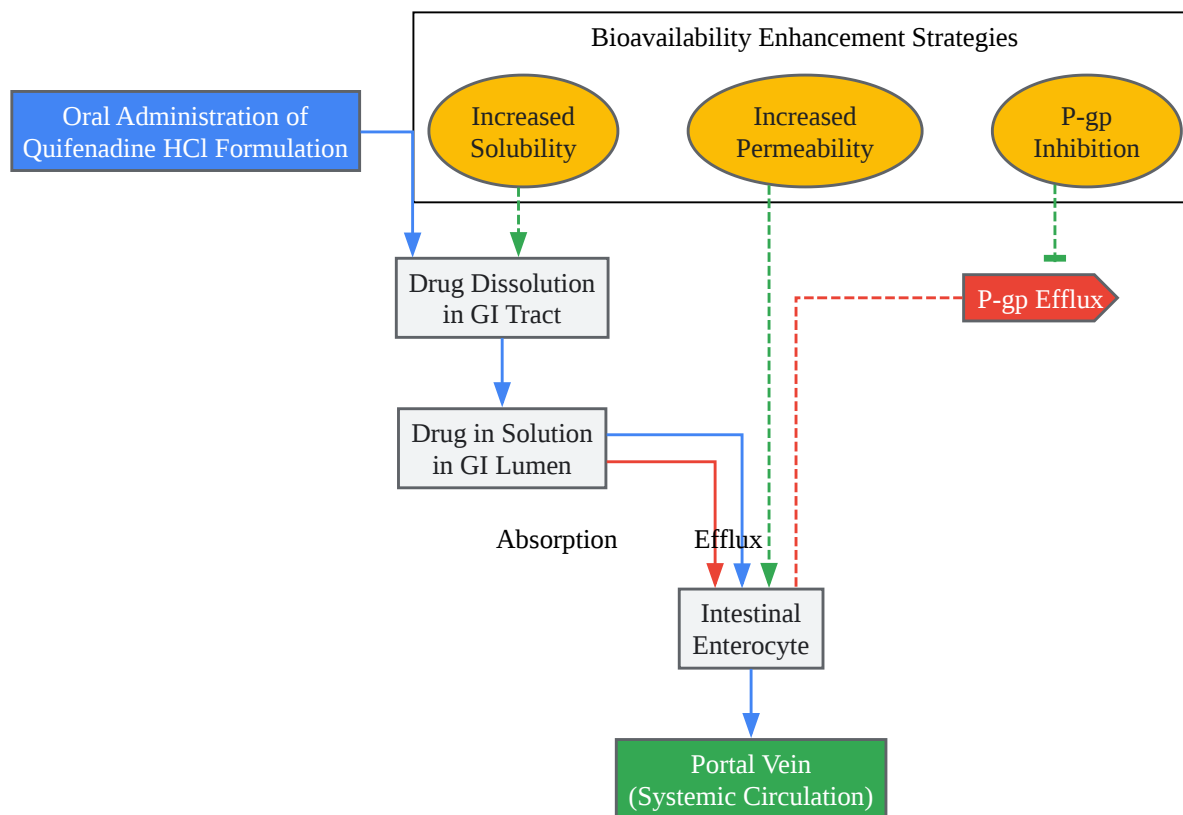 Bioavailability Enhancement Strategies
Oral Administration of
Quifenadine HCl Formulation
Increased
Solubility
Increased
Permeability
P-gp
Inhibition
Drug Dissolution
in GI Tract
P-gp Efflux
Drug in Solution
in GI Lumen
Absorption
Efflux
Intestinal
Enterocyte
Portal Vein
(Systemic Circulation)